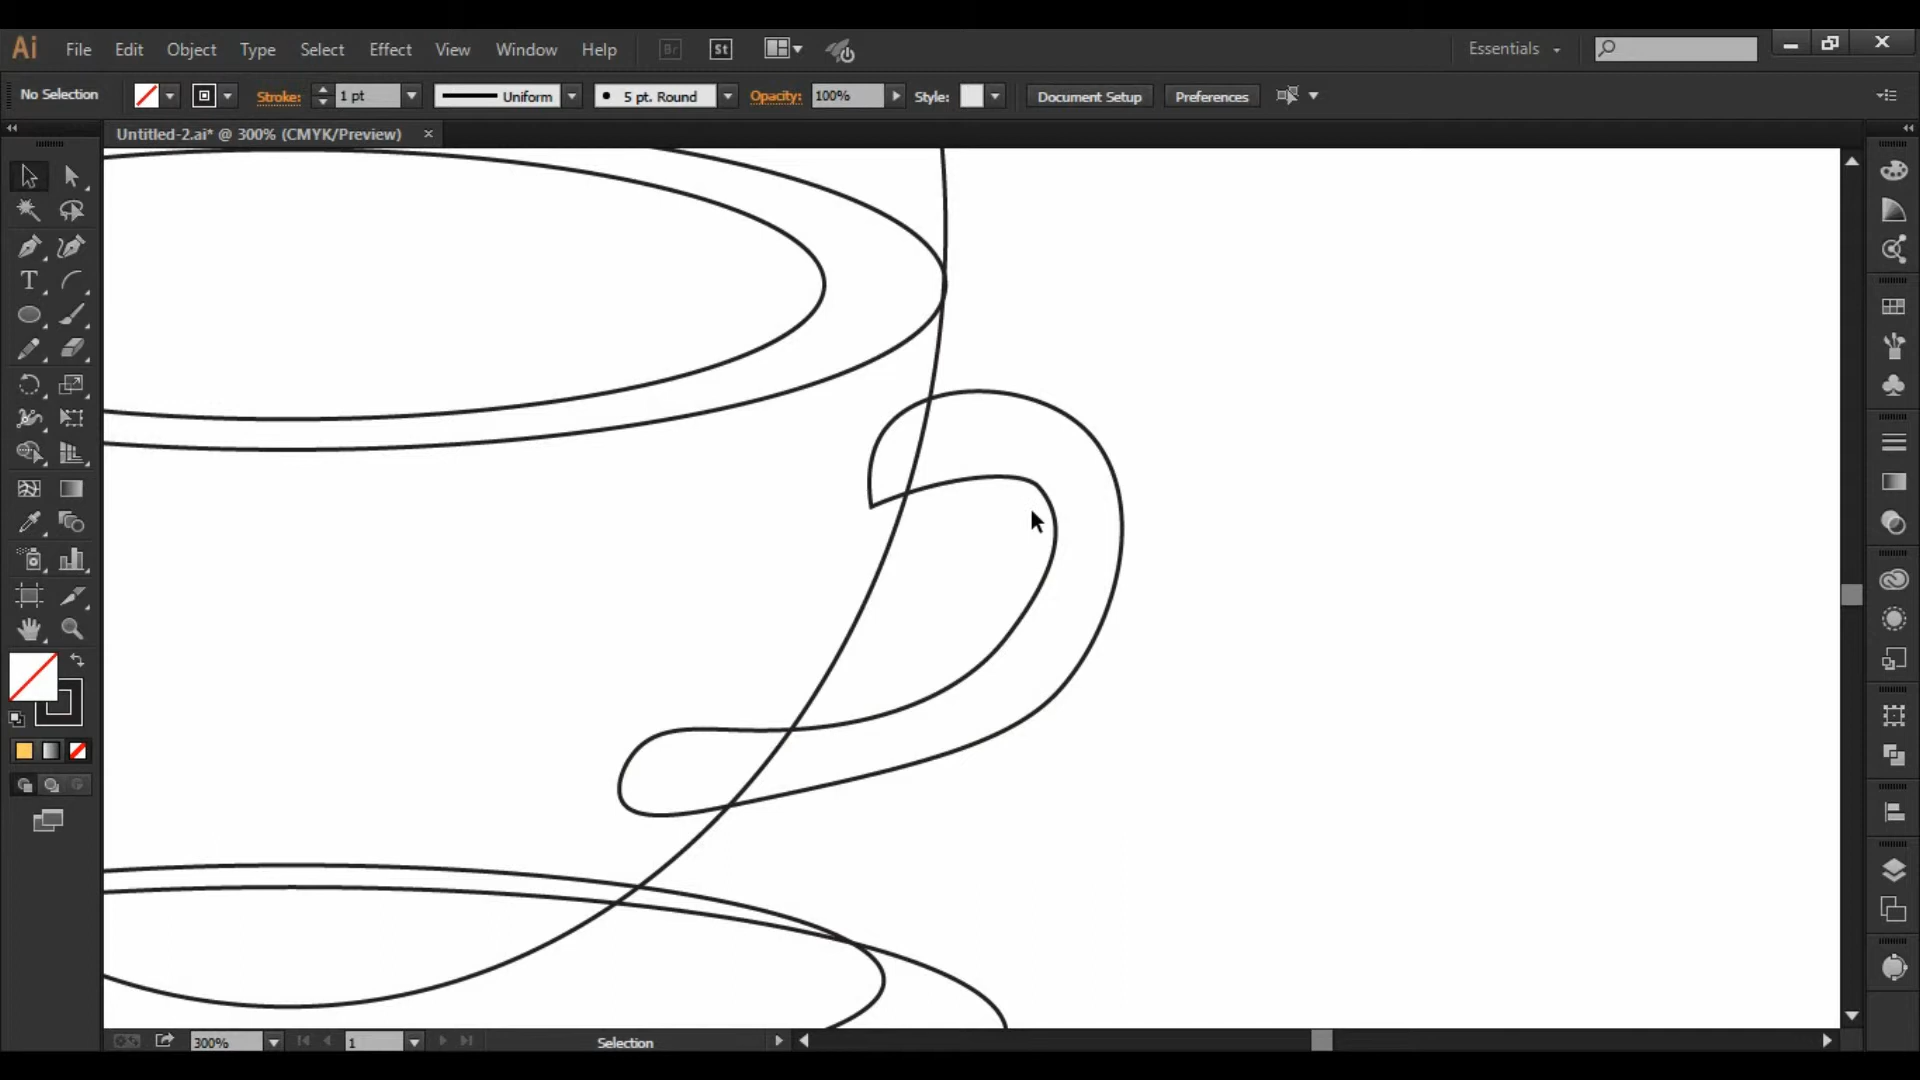 Ai File Edit Object Type Select Effect View Window Help Br St Essentials
No Selection Stroke: 1 pt Uniform 5 pt. Round Opacity: 100% Style: Document Setup Preferences
Untitled-2.ai* @ 300% (CMYK/Preview)
T
300% 1 Selection